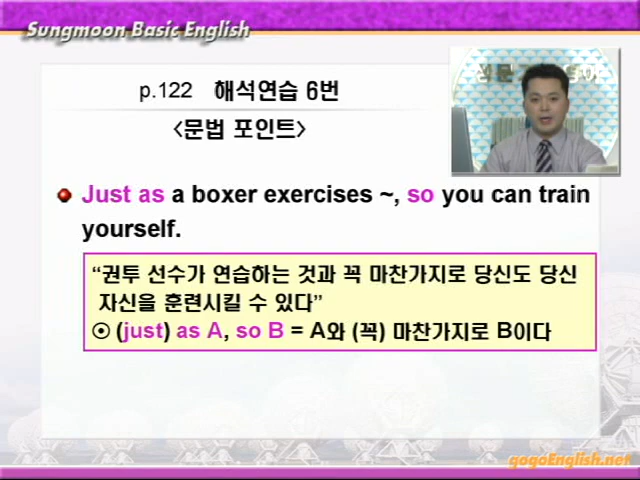 Sungmoon Basic English
p.122 해석연습 6번
<문법 포인트>
Just as a boxer exercises ~, so you can train
yourself.
“권투 선수가 연습하는 것과 꼭 마찬가지로 당신도 당신
자신을 훈련시킬 수 있다”
⊙ (just) as A, so B = A와 (꼭) 마찬가지로 B이다
gogoEnglish.net